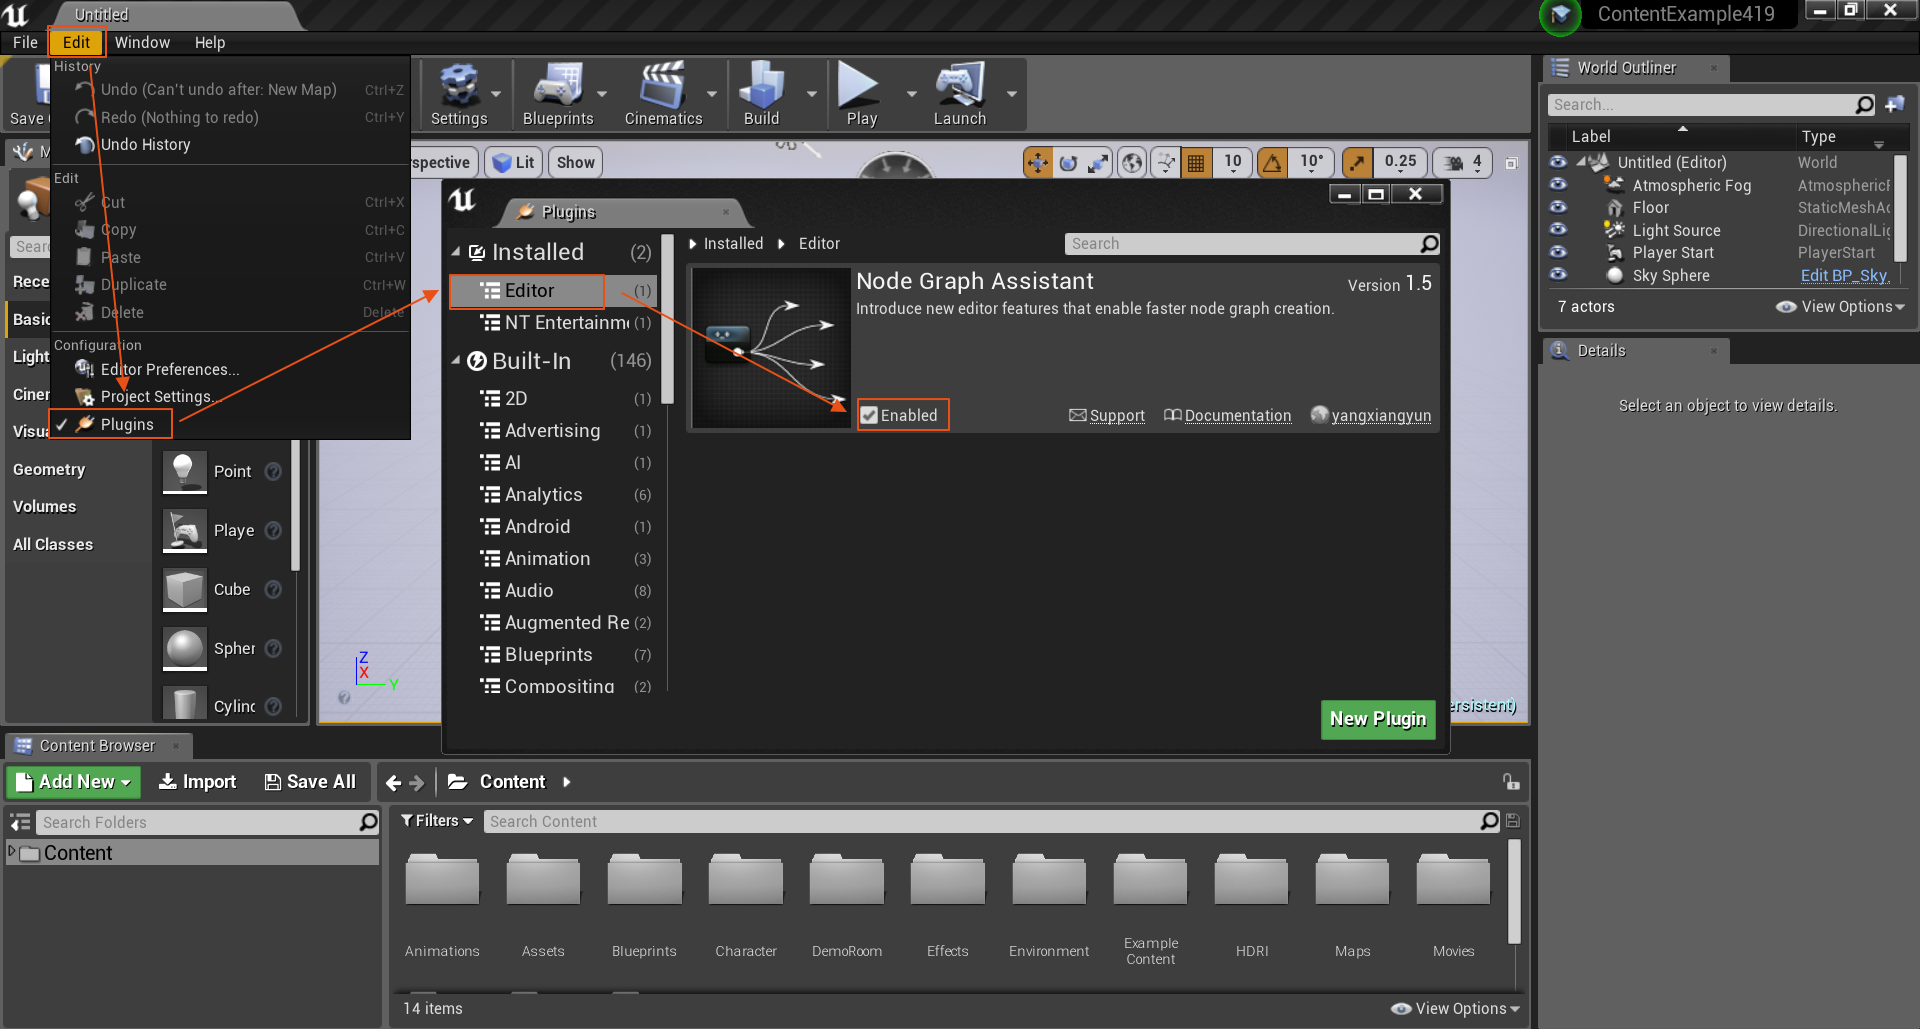 Untitled
ContentExample419
File Edit Window Help
History
Undo (Can't undo after: New Map) Ctrl+Z
Redo (Nothing to redo) Ctrl+Y
Undo History
Edit
Cut Ctrl+X
Copy Ctrl+C
Paste Ctrl+V
Duplicate Ctrl+W
Delete Delete
Configuration
Editor Preferences...
Project Settings...
Plugins
Save
Settings
Blueprints
Cinematics
Build
Play
Launch
M
Sear
Rece
Basic
Light
Ciner
Visua
Geometry
Volumes
All Classes
Point
Playe
Cube
Spher
Cylinc
spective
Lit
Show
10
10°
0.25
4
Z
X
Y
ersistent)
Plugins
Installed (2)
Editor (1)
NT Entertainm (1)
Built-In (146)
2D (1)
Advertising (1)
AI (1)
Analytics (6)
Android (1)
Animation (3)
Audio (8)
Augmented Re (2)
Blueprints (7)
Compositing (2)
Installed Editor
Search
Node Graph Assistant
Version 1.5
Introduce new editor features that enable faster node graph creation.
Enabled
Support
Documentation
yangxiangyun
New Plugin
World Outliner
Search...
Label Type
Untitled (Editor) World
Atmospheric Fog AtmosphericF
Floor StaticMeshAc
Light Source DirectionalLig
Player Start PlayerStart
Sky Sphere Edit BP_Sky_
7 actors
View Options
Details
Select an object to view details.
Content Browser
Add New
Import
Save All
Content
Search Folders
Content
Filters
Search Content
Animations
Assets
Blueprints
Character
DemoRoom
Effects
Environment
Example
Content
HDRI
Maps
Movies
14 items
View Options